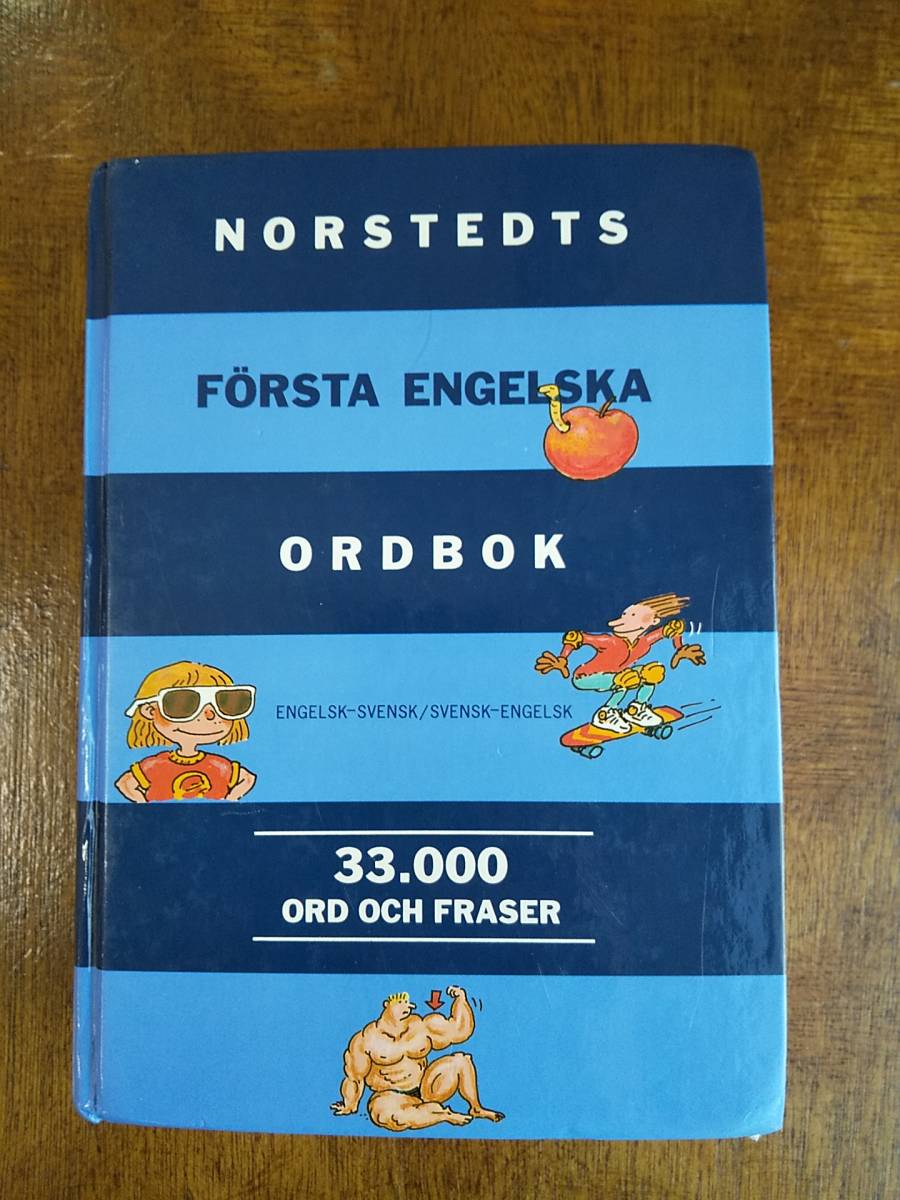 NORSTEDTS
FÖRSTA ENGELSKA
ORDBOK
ENGELSK–SVENSK/SVENSK–ENGELSK
33.000
ORD OCH FRASER